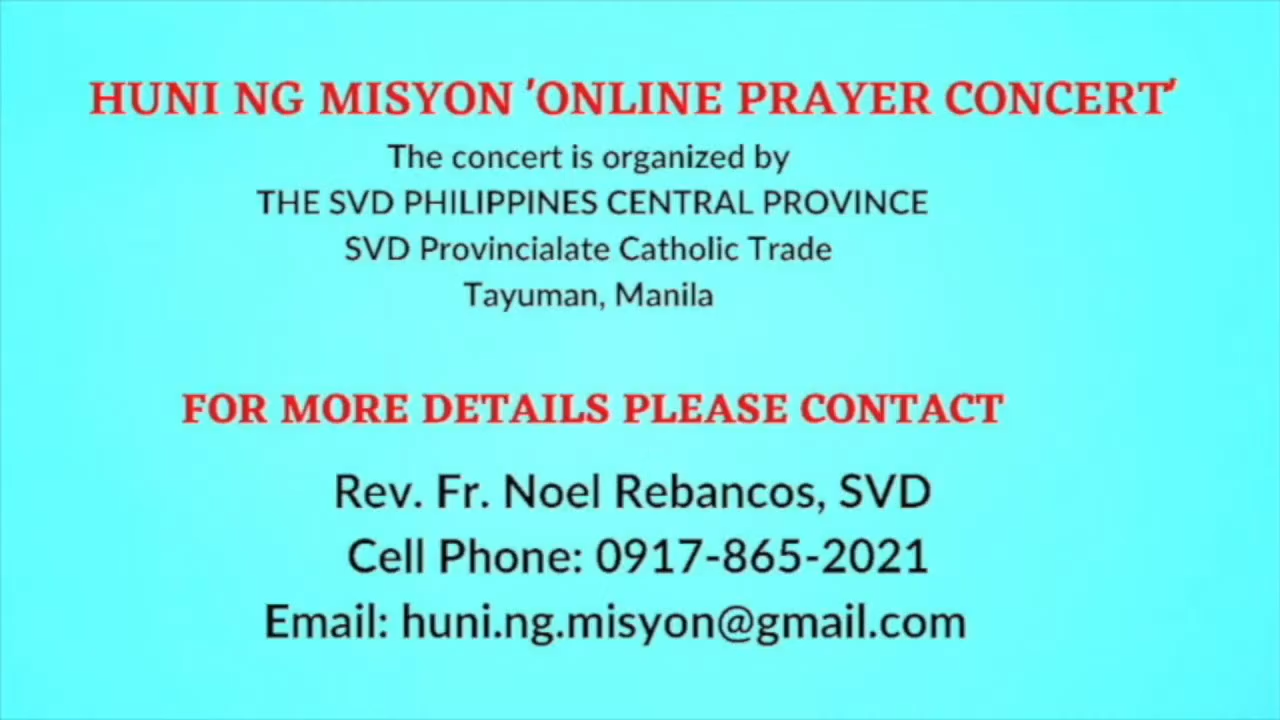 HUNI NG MISYON 'ONLINE PRAYER CONCERT'
The concert is organized by
THE SVD PHILIPPINES CENTRAL PROVINCE
SVD Provincialate Catholic Trade
Tayuman, Manila
FOR MORE DETAILS PLEASE CONTACT
Rev. Fr. Noel Rebancos, SVD
Cell Phone: 0917-865-2021
Email: huni.ng.misyon@gmail.com